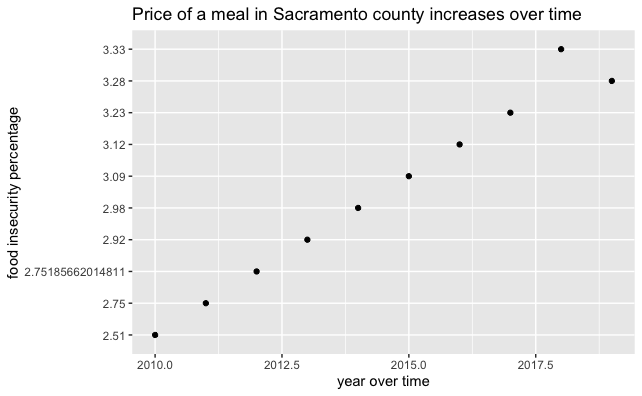 Price of a meal in Sacramento county increases over time
food insecurity percentage
3.33
3.28
3.23
3.12
3.09
2.98
2.92
2.75185662014811
2.75
2.51
2010.0 2012.5 2015.0 2017.5
year over time